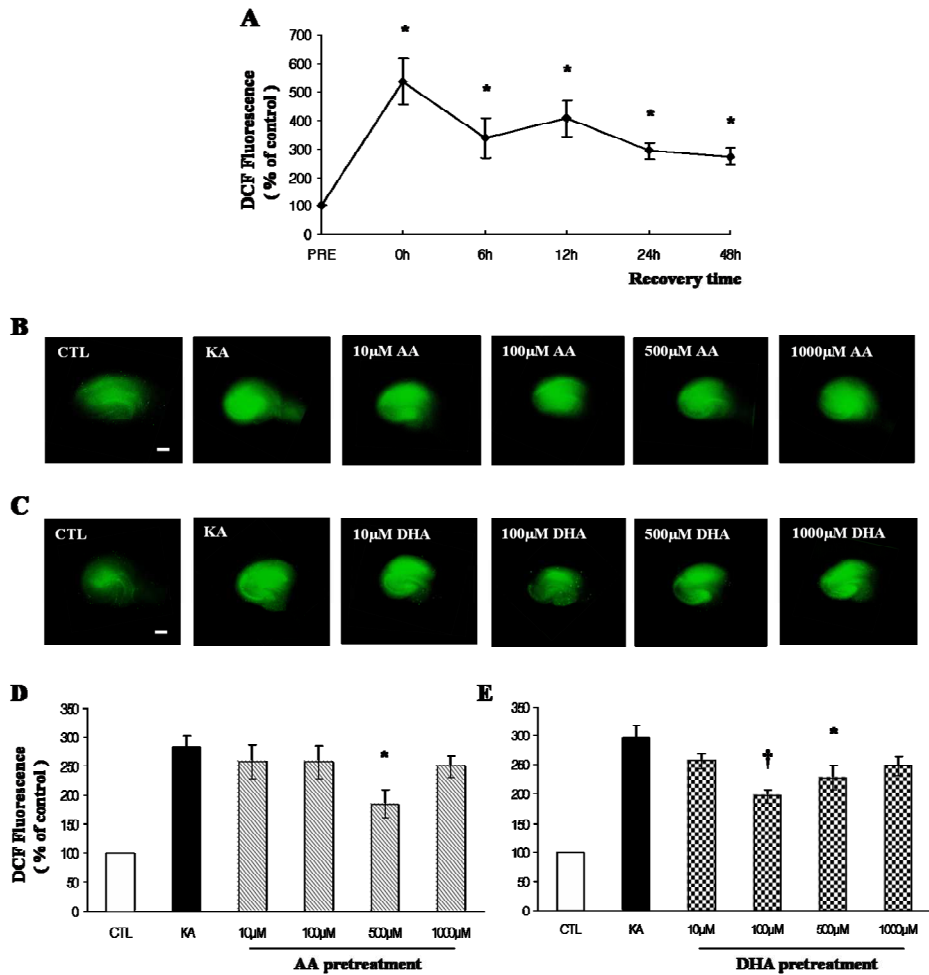 A
700
600
500
400
300
200
100
0
DCF Fluorescence
( % of control )
*
*
*
*
*
PRE 0h 6h 12h 24h 48h
Recovery time
B
CTL KA 10μM AA 100μM AA 500μM AA 1000μM AA
C
CTL KA 10μM DHA 100μM DHA 500μM DHA 1000μM DHA
D
350
300
250
200
150
100
50
0
DCF Fluorescence
( % of control )
*
CTL KA 10μM 100μM 500μM 1000μM
AA pretreatment
E
350
300
250
200
150
100
50
0
† *
CTL KA 10μM 100μM 500μM 1000μM
DHA pretreatment